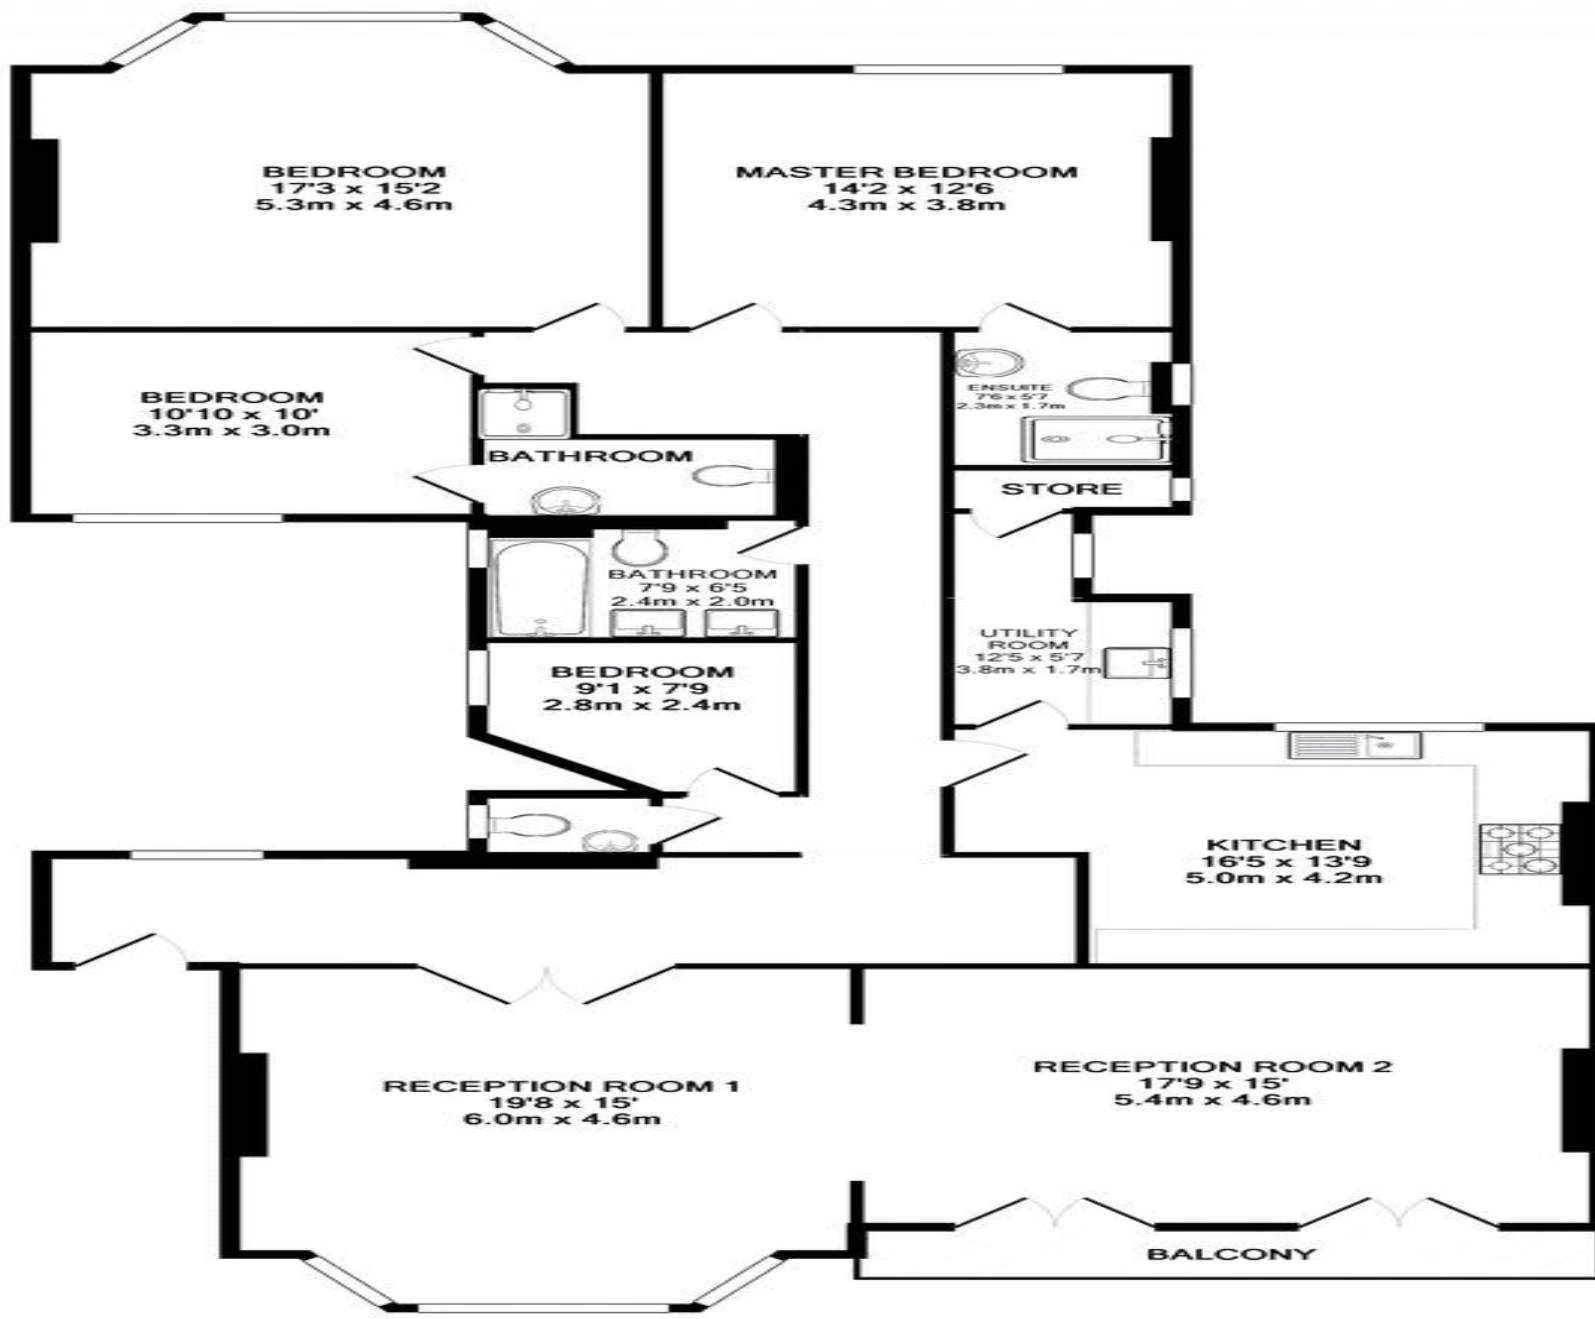 BEDROOM
17'3 x 15'2
5.3m x 4.6m
MASTER BEDROOM
14'2 x 12'6
4.3m x 3.8m
BEDROOM
10'10 x 10'
3.3m x 3.0m
ENSUITE
7'6 x 5'7
2.3m x 1.7m
BATHROOM
STORE
BATHROOM
7'9 x 6'5
2.4m x 2.0m
UTILITY
ROOM
12'5 x 5'7
3.8m x 1.7m
BEDROOM
9'1 x 7'9
2.8m x 2.4m
KITCHEN
16'5 x 13'9
5.0m x 4.2m
RECEPTION ROOM 1
19'8 x 15'
6.0m x 4.6m
RECEPTION ROOM 2
17'9 x 15'
5.4m x 4.6m
BALCONY